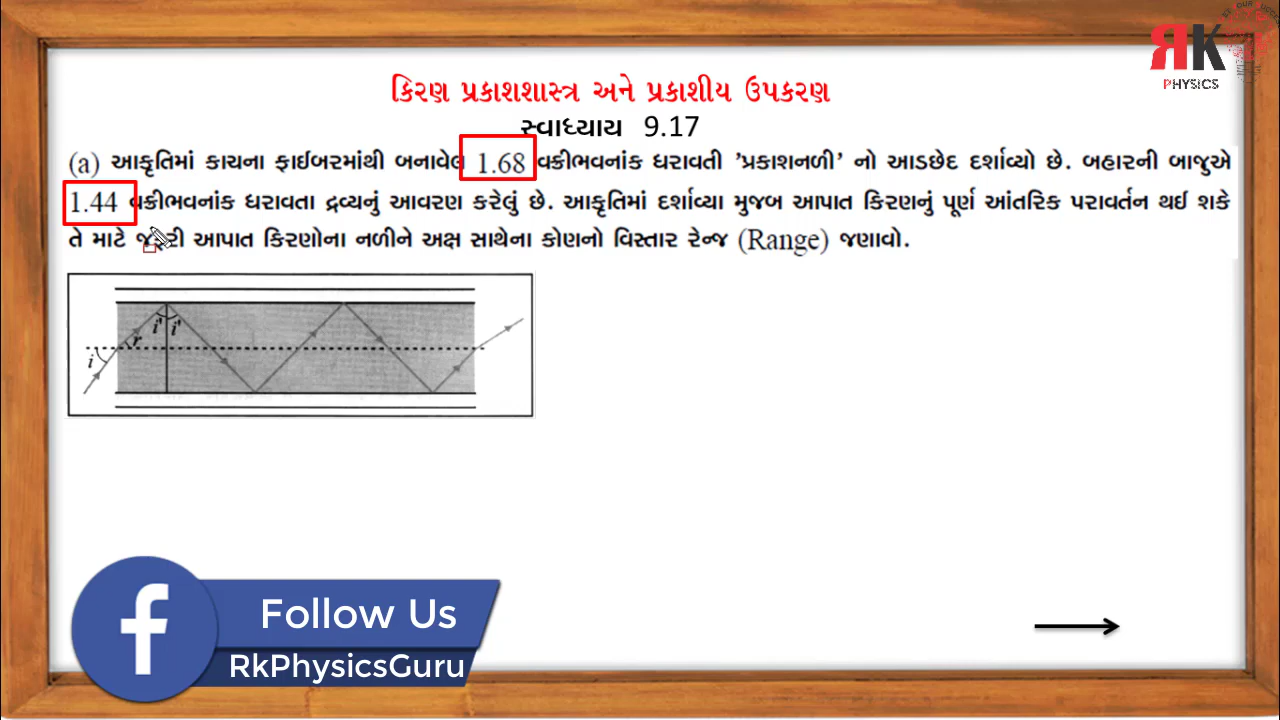 RK
PHYSICS
કિરણ પ્રકાશશાસ્ત્ર અને પ્રકાશીય ઉપકરણ
સ્વાધ્યાય 9.17
(a) આકૃતિમાં કાચના ફાઈબરમાંથી બનાવેલ 1.68 વક્રીભવનાંક ધરાવતી 'પ્રકાશનળી' નો આડછેદ દર્શાવ્યો છે. બહારની બાજુએ
1.44 વક્રીભવનાંક ધરાવતા દ્રવ્યનું આવરણ કરેલું છે. આકૃતિમાં દર્શાવ્યા મુજબ આપાત કિરણનું પૂર્ણ આંતરિક પરાવર્તન થઈ શકે
તે માટે જરૂરી આપાત કિરણોના નળીને અક્ષ સાથેના કોણનો વિસ્તાર રેન્જ (Range) જણાવો.
i' i'
r
i
Follow Us
RkPhysicsGuru